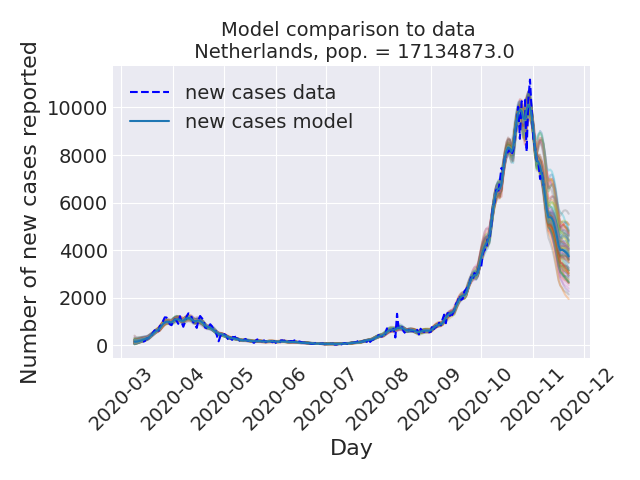 Model comparison to data
Netherlands, pop. = 17134873.0
new cases data
new cases model
Number of new cases reported
10000
8000
6000
4000
2000
0
2020-03
2020-04
2020-05
2020-06
2020-07
2020-08
2020-09
2020-10
2020-11
2020-12
Day